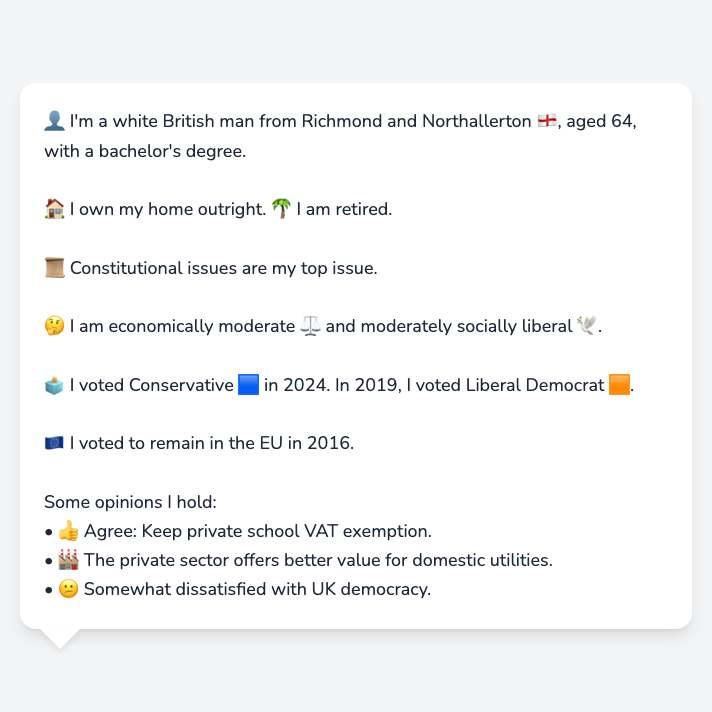 👤 I'm a white British man from Richmond and Northallerton 🏴󠁧󠁢󠁥󠁮󠁧󠁿, aged 64,
with a bachelor's degree.
🏠 I own my home outright. 🌴 I am retired.
📜 Constitutional issues are my top issue.
🤔 I am economically moderate ⚖️ and moderately socially liberal 🕊️.
🗳️ I voted Conservative 🟦 in 2024. In 2019, I voted Liberal Democrat 🟧.
🇪🇺 I voted to remain in the EU in 2016.
Some opinions I hold:
• 👍 Agree: Keep private school VAT exemption.
• 🏭 The private sector offers better value for domestic utilities.
• 😕 Somewhat dissatisfied with UK democracy.